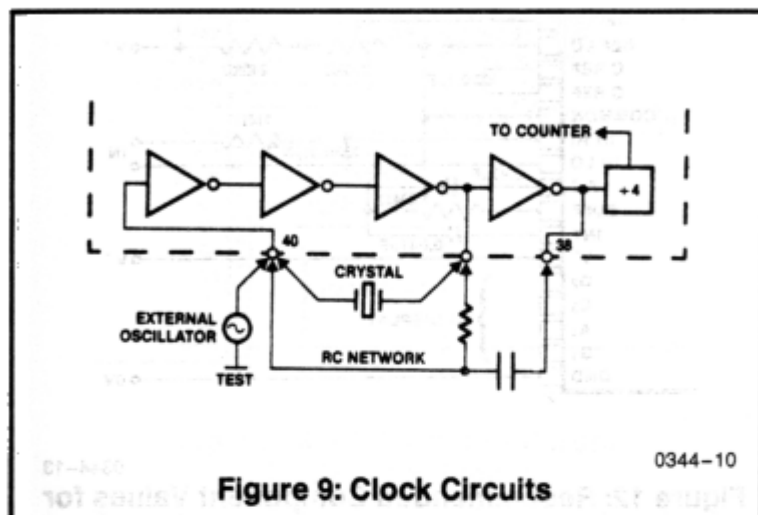 TO COUNTER
÷4
40
38
CRYSTAL
EXTERNAL
OSCILLATOR
RC NETWORK
TEST
0344-10
Figure 9: Clock Circuits